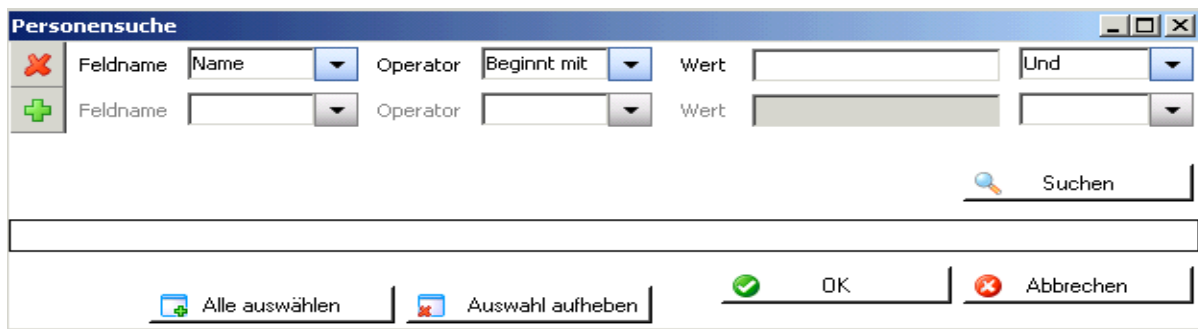 Personensuche
Feldname Name Operator Beginnt mit Wert Und
Feldname Operator Wert
Suchen
Alle auswählen Auswahl aufheben OK Abbrechen